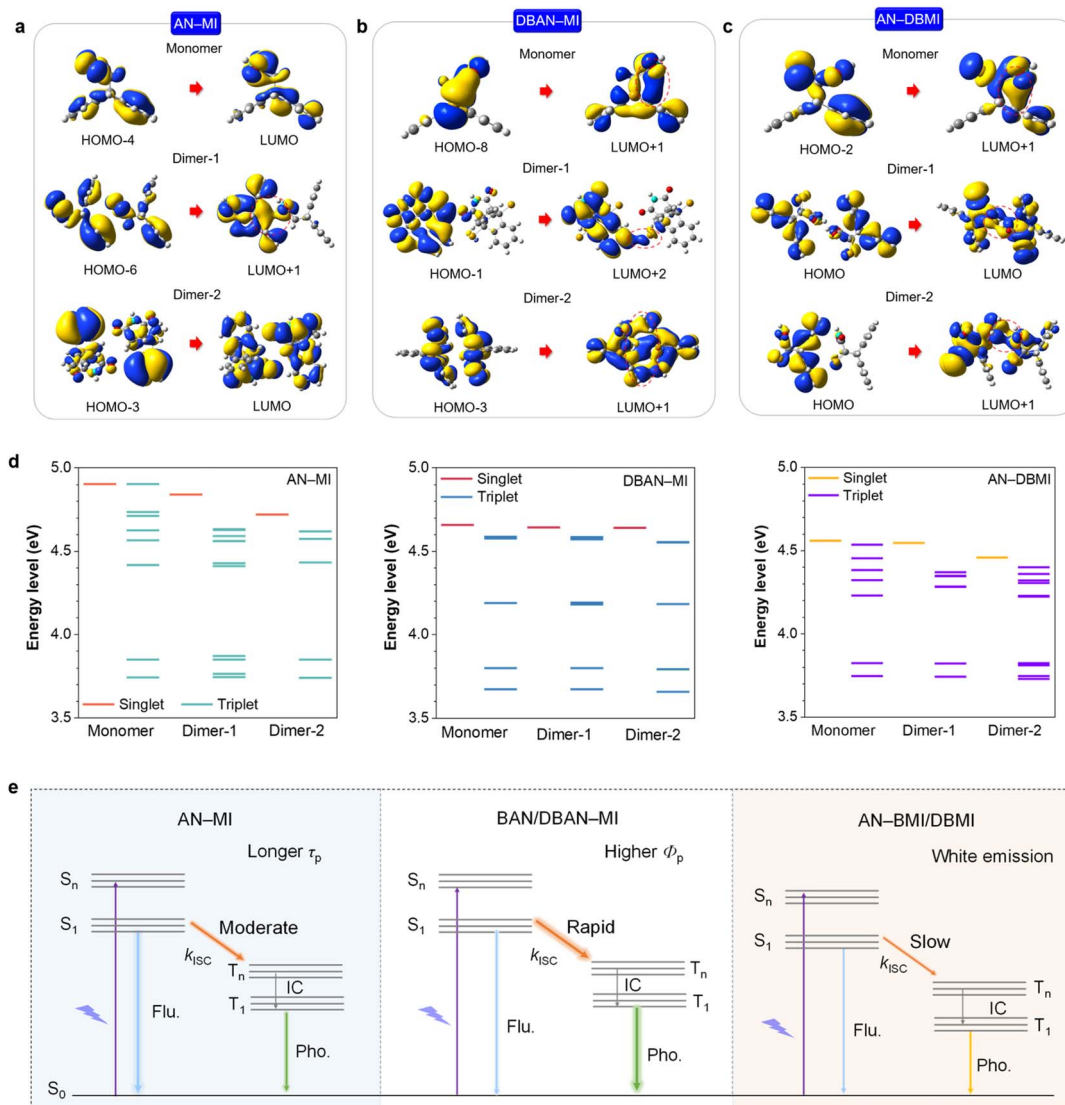 a
AN–MI
Monomer
HOMO-4
LUMO
Dimer-1
HOMO-6
LUMO+1
Dimer-2
HOMO-3
LUMO
b
DBAN–MI
Monomer
HOMO-8
LUMO+1
Dimer-1
HOMO-1
LUMO+2
Dimer-2
HOMO-3
LUMO+1
c
AN–DBMI
Monomer
HOMO-2
LUMO+1
Dimer-1
HOMO
LUMO
Dimer-2
HOMO
LUMO+1
d
Energy level (eV)
5.0
4.5
4.0
3.5
AN–MI
Singlet
Triplet
Monomer
Dimer-1
Dimer-2
Energy level (eV)
5.0
4.5
4.0
3.5
Singlet
Triplet
DBAN–MI
Monomer
Dimer-1
Dimer-2
Energy level (eV)
5.0
4.5
4.0
3.5
Singlet
Triplet
AN–DBMI
Monomer
Dimer-1
Dimer-2
e
AN–MI
Longer τp
Sn
S1
Moderate
kISC
Tn
IC
T1
Flu.
Pho.
S0
BAN/DBAN–MI
Higher Φp
Sn
S1
Rapid
kISC
Tn
IC
T1
Flu.
Pho.
AN–BMI/DBMI
White emission
Sn
S1
Slow
kISC
Tn
IC
T1
Flu.
Pho.